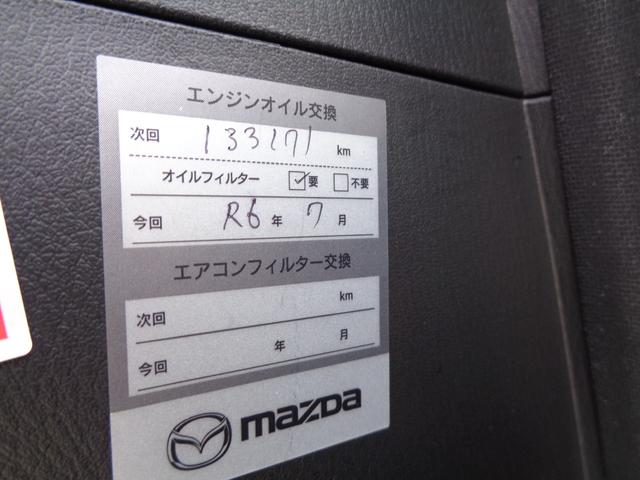 エンジンオイル交換
次回 133171 km
オイルフィルター ☑要 □不要
今回 R6年 7月
エアコンフィルター交換
次回 km
今回 年 月
mazda